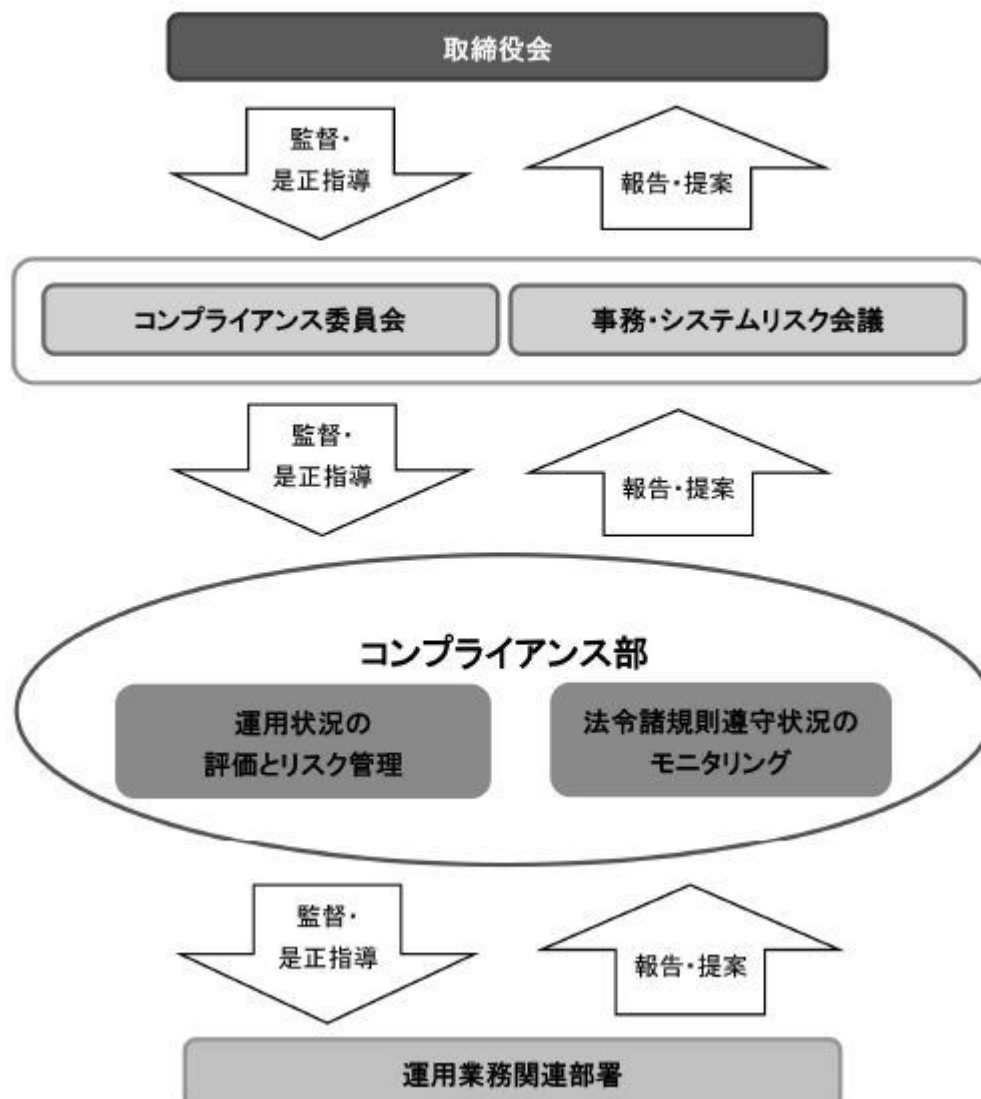 取締役会
監督・
是正指導
報告・提案
コンプライアンス委員会
事務・システムリスク会議
監督・
是正指導
報告・提案
コンプライアンス部
運用状況の
評価とリスク管理
法令諸規則遵守状況の
モニタリング
監督・
是正指導
報告・提案
運用業務関連部署